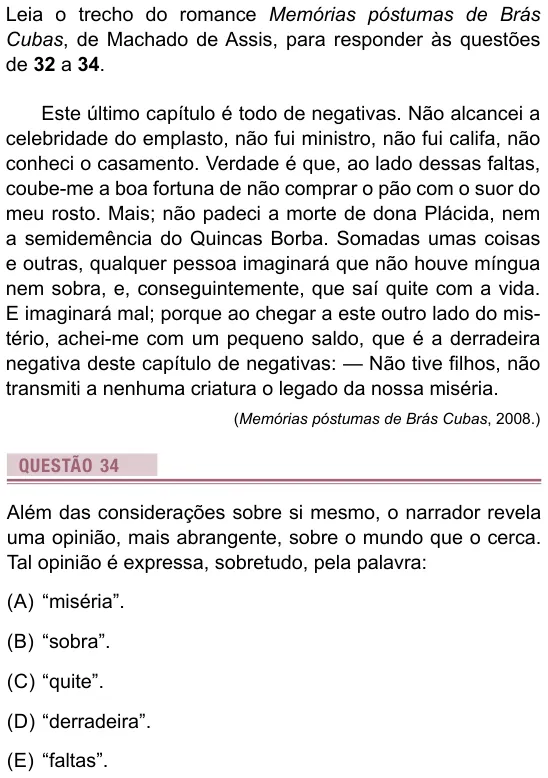 Leia o trecho do romance Memórias póstumas de Brás
Cubas, de Machado de Assis, para responder às questões
de 32 a 34.
Este último capítulo é todo de negativas. Não alcancei a
celebridade do emplasto, não fui ministro, não fui califa, não
conheci o casamento. Verdade é que, ao lado dessas faltas,
coube-me a boa fortuna de não comprar o pão com o suor do
meu rosto. Mais; não padeci a morte de dona Plácida, nem
a semidemência do Quincas Borba. Somadas umas coisas
e outras, qualquer pessoa imaginará que não houve míngua
nem sobra, e, conseguintemente, que saí quite com a vida.
E imaginará mal; porque ao chegar a este outro lado do mis-
tério, achei-me com um pequeno saldo, que é a derradeira
negativa deste capítulo de negativas: — Não tive filhos, não
transmiti a nenhuma criatura o legado da nossa miséria.
(Memórias póstumas de Brás Cubas, 2008.)
QUESTÃO 34
Além das considerações sobre si mesmo, o narrador revela
uma opinião, mais abrangente, sobre o mundo que o cerca.
Tal opinião é expressa, sobretudo, pela palavra:
(A) “miséria”.
(B) “sobra”.
(C) “quite”.
(D) “derradeira”.
(E) “faltas”.